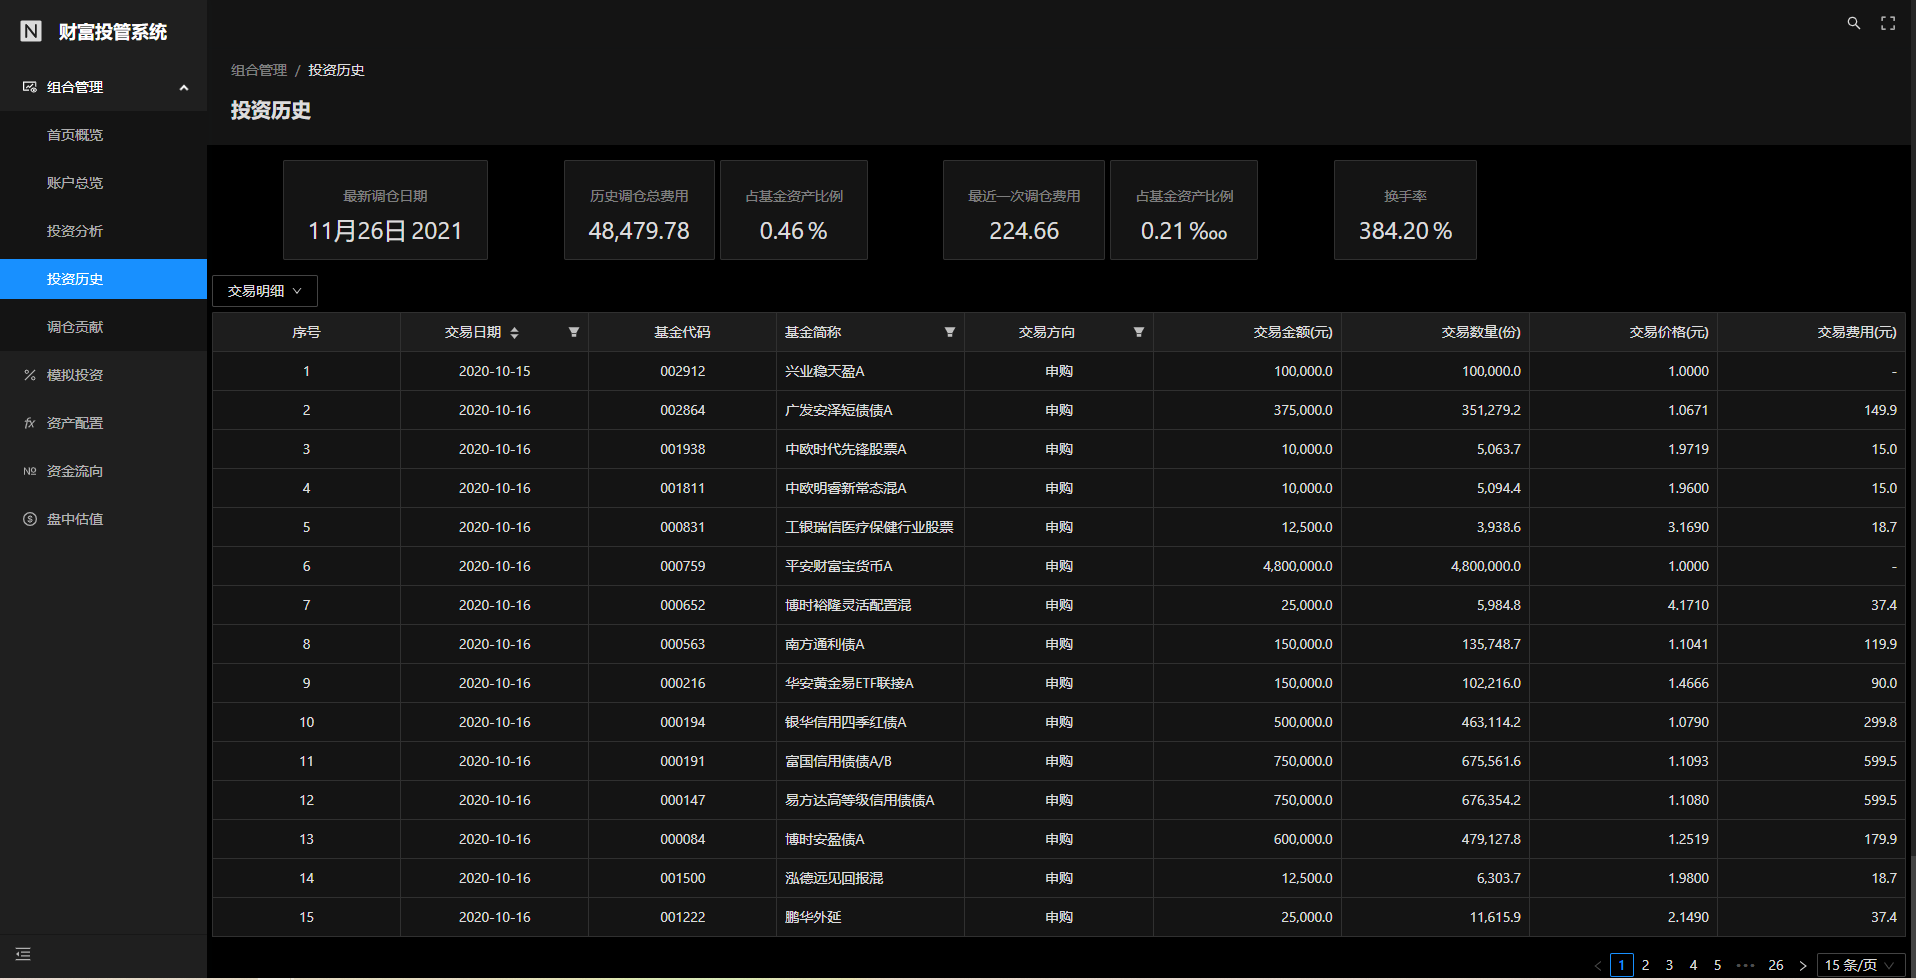 财富投管系统
组合管理
首页概览
账户总览
投资分析
投资历史
调仓贡献
模拟投资
资产配置
资金流向
盘中估值
组合管理 / 投资历史
投资历史
最新调仓日期
11月26日 2021
历史调仓总费用
48,479.78
占基金资产比例
0.46 %
最近一次调仓费用
224.66
占基金资产比例
0.21 %oo
换手率
384.20 %
交易明细
序号 交易日期 基金代码 基金简称 交易方向 交易金额(元) 交易数量(份) 交易价格(元) 交易费用(元)
1 2020-10-15 002912 兴业稳天盈A 申购 100,000.0 100,000.0 1.0000 -
2 2020-10-16 002864 广发安泽短债债A 申购 375,000.0 351,279.2 1.0671 149.9
3 2020-10-16 001938 中欧时代先锋股票A 申购 10,000.0 5,063.7 1.9719 15.0
4 2020-10-16 001811 中欧明睿新常态混A 申购 10,000.0 5,094.4 1.9600 15.0
5 2020-10-16 000831 工银瑞信医疗保健行业股票 申购 12,500.0 3,938.6 3.1690 18.7
6 2020-10-16 000759 平安财富宝货币A 申购 4,800,000.0 4,800,000.0 1.0000 -
7 2020-10-16 000652 博时裕隆灵活配置混 申购 25,000.0 5,984.8 4.1710 37.4
8 2020-10-16 000563 南方通利债A 申购 150,000.0 135,748.7 1.1041 119.9
9 2020-10-16 000216 华安黄金易ETF联接A 申购 150,000.0 102,216.0 1.4666 90.0
10 2020-10-16 000194 银华信用四季红债A 申购 500,000.0 463,114.2 1.0790 299.8
11 2020-10-16 000191 富国信用债债A/B 申购 750,000.0 675,561.6 1.1093 599.5
12 2020-10-16 000147 易方达高等级信用债债A 申购 750,000.0 676,354.2 1.1080 599.5
13 2020-10-16 000084 博时安盈债A 申购 600,000.0 479,127.8 1.2519 179.9
14 2020-10-16 001500 泓德远见回报混 申购 12,500.0 6,303.7 1.9800 18.7
15 2020-10-16 001222 鹏华外延 申购 25,000.0 11,615.9 2.1490 37.4
< 1 2 3 4 5 ••• 26 > 15 条/页